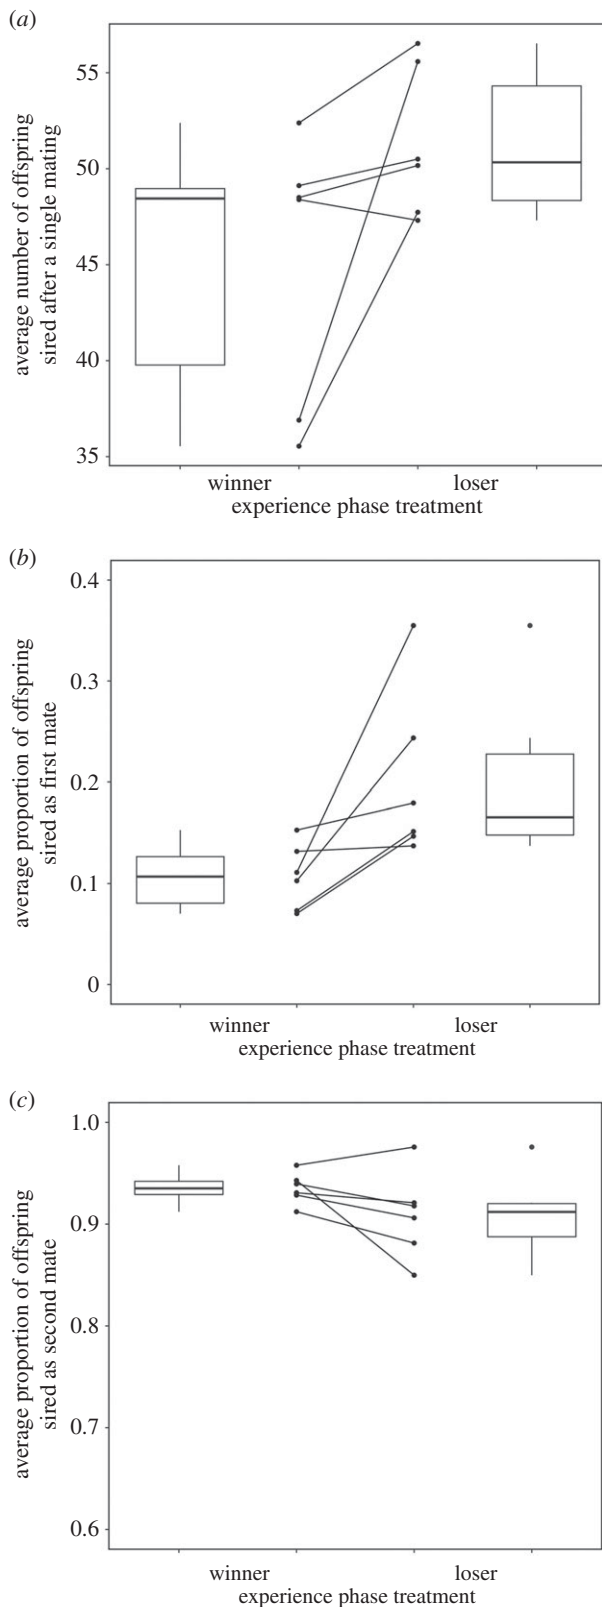 (a)
average number of offspring
sired after a single mating
55
50
45
40
35
winner loser
experience phase treatment
(b)
average proportion of offspring
sired as first mate
0.4
0.3
0.2
0.1
0
winner loser
experience phase treatment
(c)
average proportion of offspring
sired as second mate
1.0
0.9
0.8
0.7
0.6
winner loser
experience phase treatment